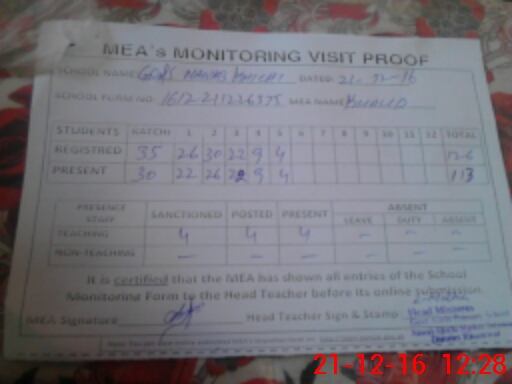 MEA's MONITORING VISIT PROOF
SCHOOL NAME GGPS DATED: 21-12-16
SCHOOL FORM NO: 1612-211226575 MEA NAME KHALID
STUDENTS KATCHI 1 2 3 4 5 6 7 8 9 10 11 12 TOTAL
REGISTRED 35 26 30 22 9 4 126
PRESENT 30 22 26 22 9 4 113
PRESENCE STAFF SANCTIONED POSTED PRESENT ABSENT
LEAVE DUTY ABSENT
TEACHING 4 4 4 – – –
NON-TEACHING – – – – – –
It is certified that the MEA has shown all entries of the School
Monitoring Form to the Head Teacher before its online submission.
MEA Signature Head Teacher Sign & Stamp
Head Mistress
21-12-16 12:28